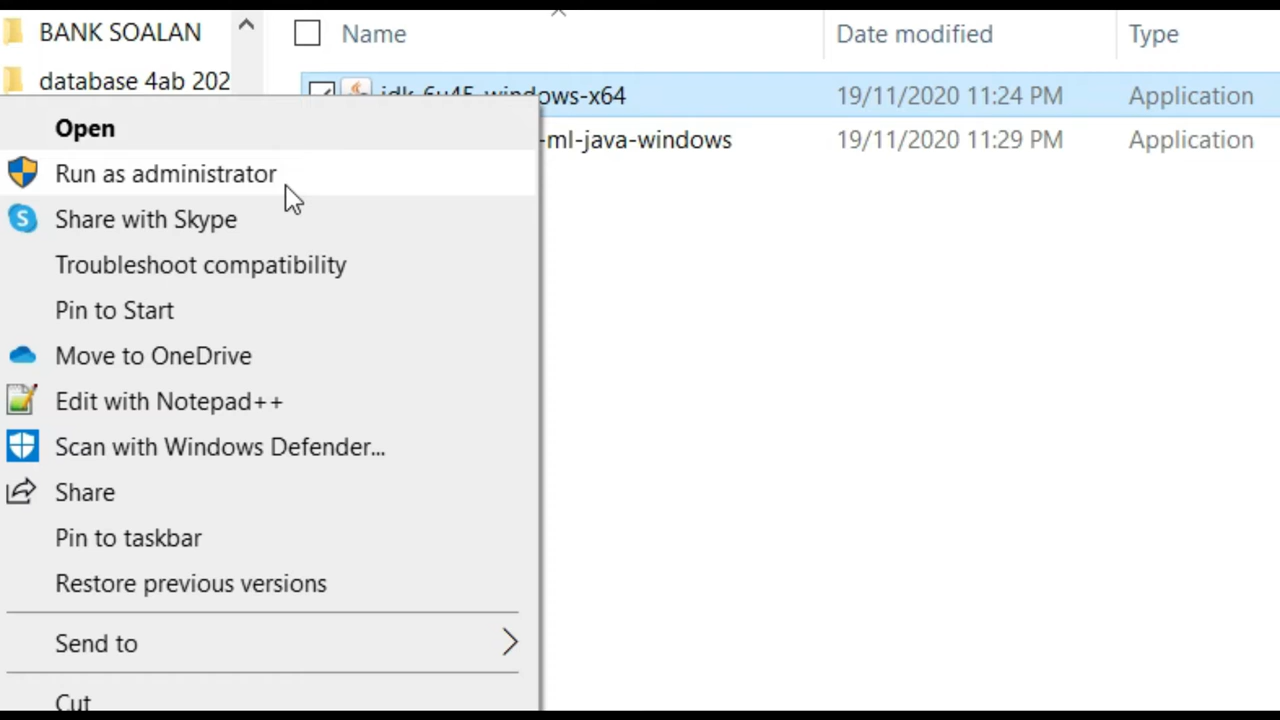 BANK SOALAN
Name
Date modified
Type
database 4ab 202
jdk-6u45-windows-x64
19/11/2020 11:24 PM
Application
-ml-java-windows
19/11/2020 11:29 PM
Application
Open
Run as administrator
S
Share with Skype
Troubleshoot compatibility
Pin to Start
Move to OneDrive
Edit with Notepad++
Scan with Windows Defender...
Share
Pin to taskbar
Restore previous versions
Send to
Cut